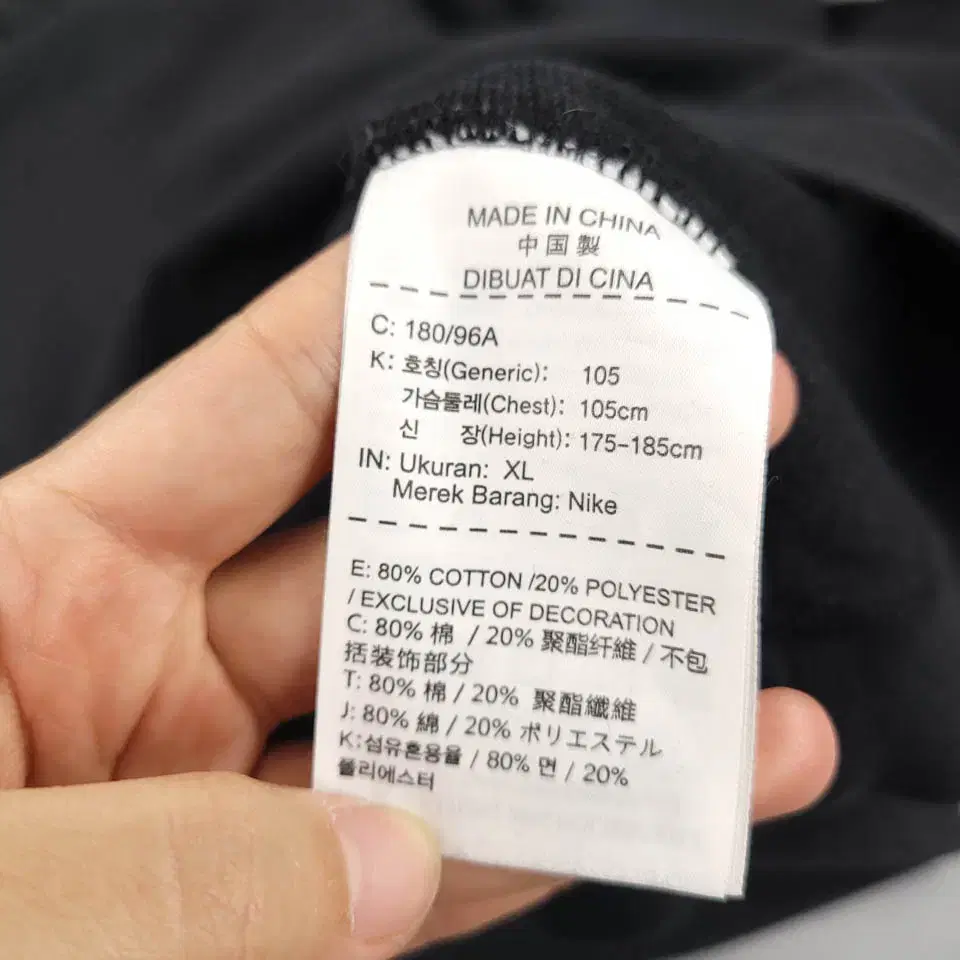 MADE IN CHINA
中国製
DIBUAT DI CINA
C: 180/96A
K: 호칭(Generic): 105
가슴둘레(Chest): 105cm
신 장(Height): 175-185cm
IN: Ukuran: XL
Merek Barang: Nike
E: 80% COTTON /20% POLYESTER
/ EXCLUSIVE OF DECORATION
C: 80% 棉 / 20% 聚酯纤維 / 不包
括装饰部分
T: 80% 棉 / 20% 聚酯纖維
J: 80% 綿 / 20% ポリエステル
K:섬유혼용율 / 80% 면 / 20%
폴리에스터